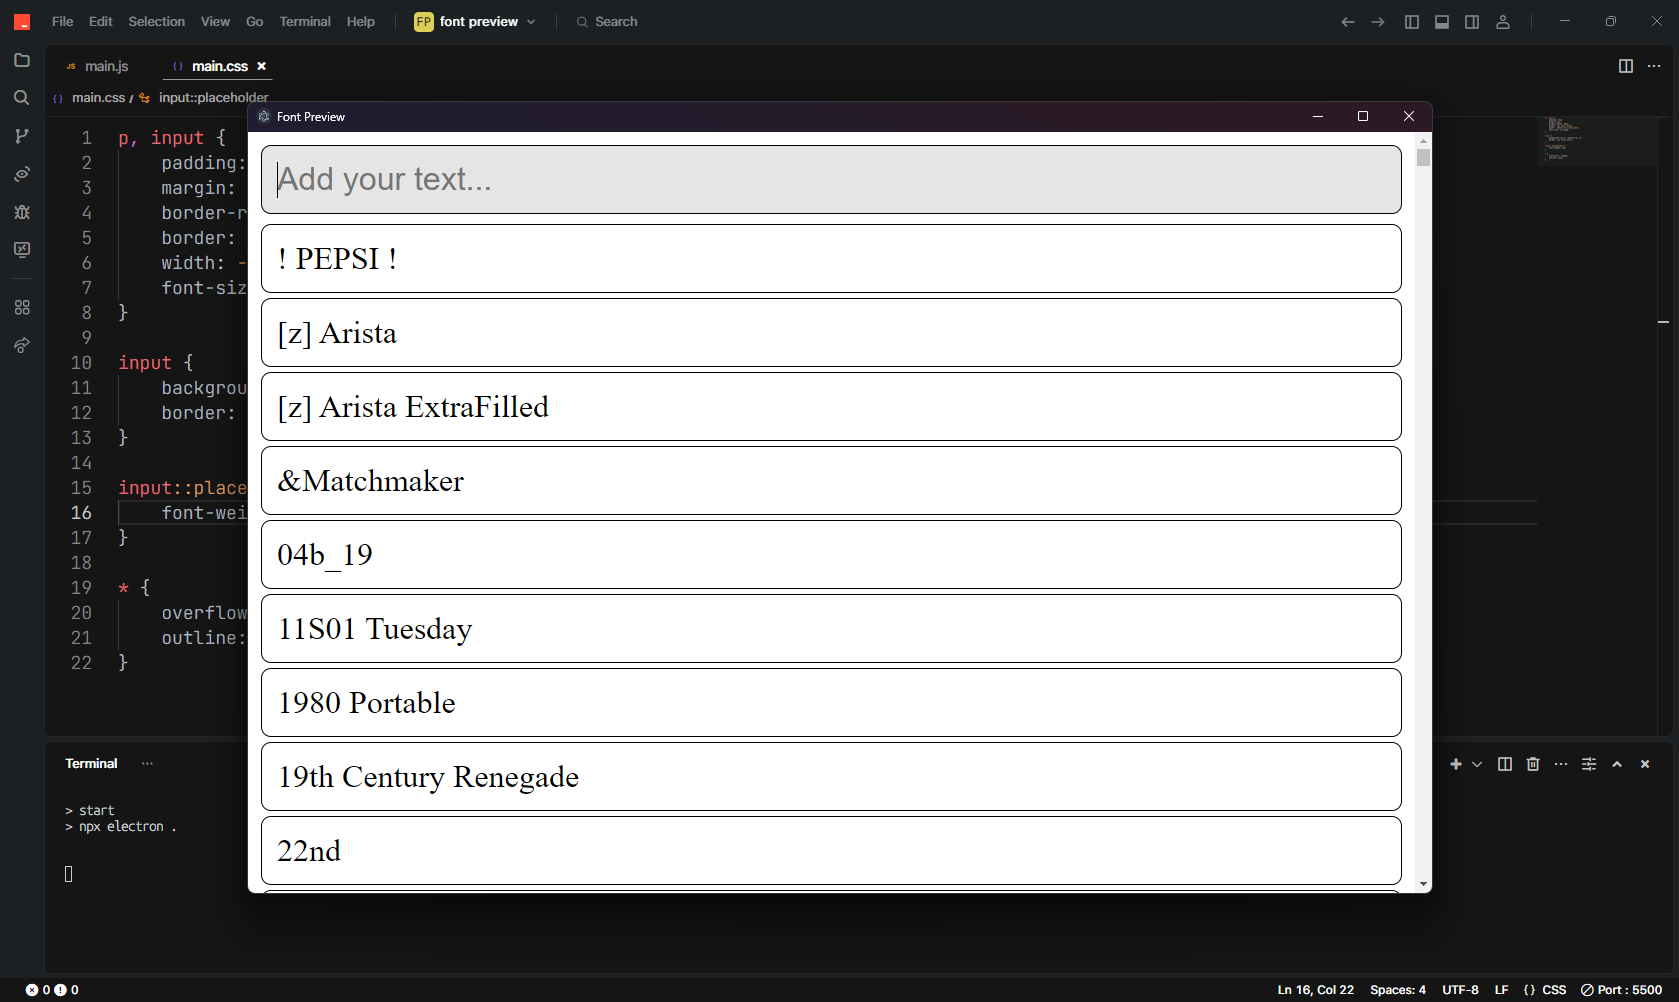 File Edit Selection View Go Terminal Help FP font preview Search
JS main.js {} main.css
{} main.css / input::placeholder
Font Preview
1 p, input {
2 padding:
3 margin:
4 border-r
5 border:
6 width: -
7 font-siz
8 }
9
10 input {
11 backgrou
12 border:
13 }
14
15 input::place
16 font-wei
17 }
18
19 * {
20 overflow
21 outline:
22 }
Add your text...
! PEPSI !
[z] Arista
[z] Arista ExtraFilled
&Matchmaker
04b_19
11S01 Tuesday
1980 Portable
19th Century Renegade
22nd
Terminal ...
> start
> npx electron .
0 0 Ln 16, Col 22 Spaces: 4 UTF-8 LF {} CSS Port : 5500